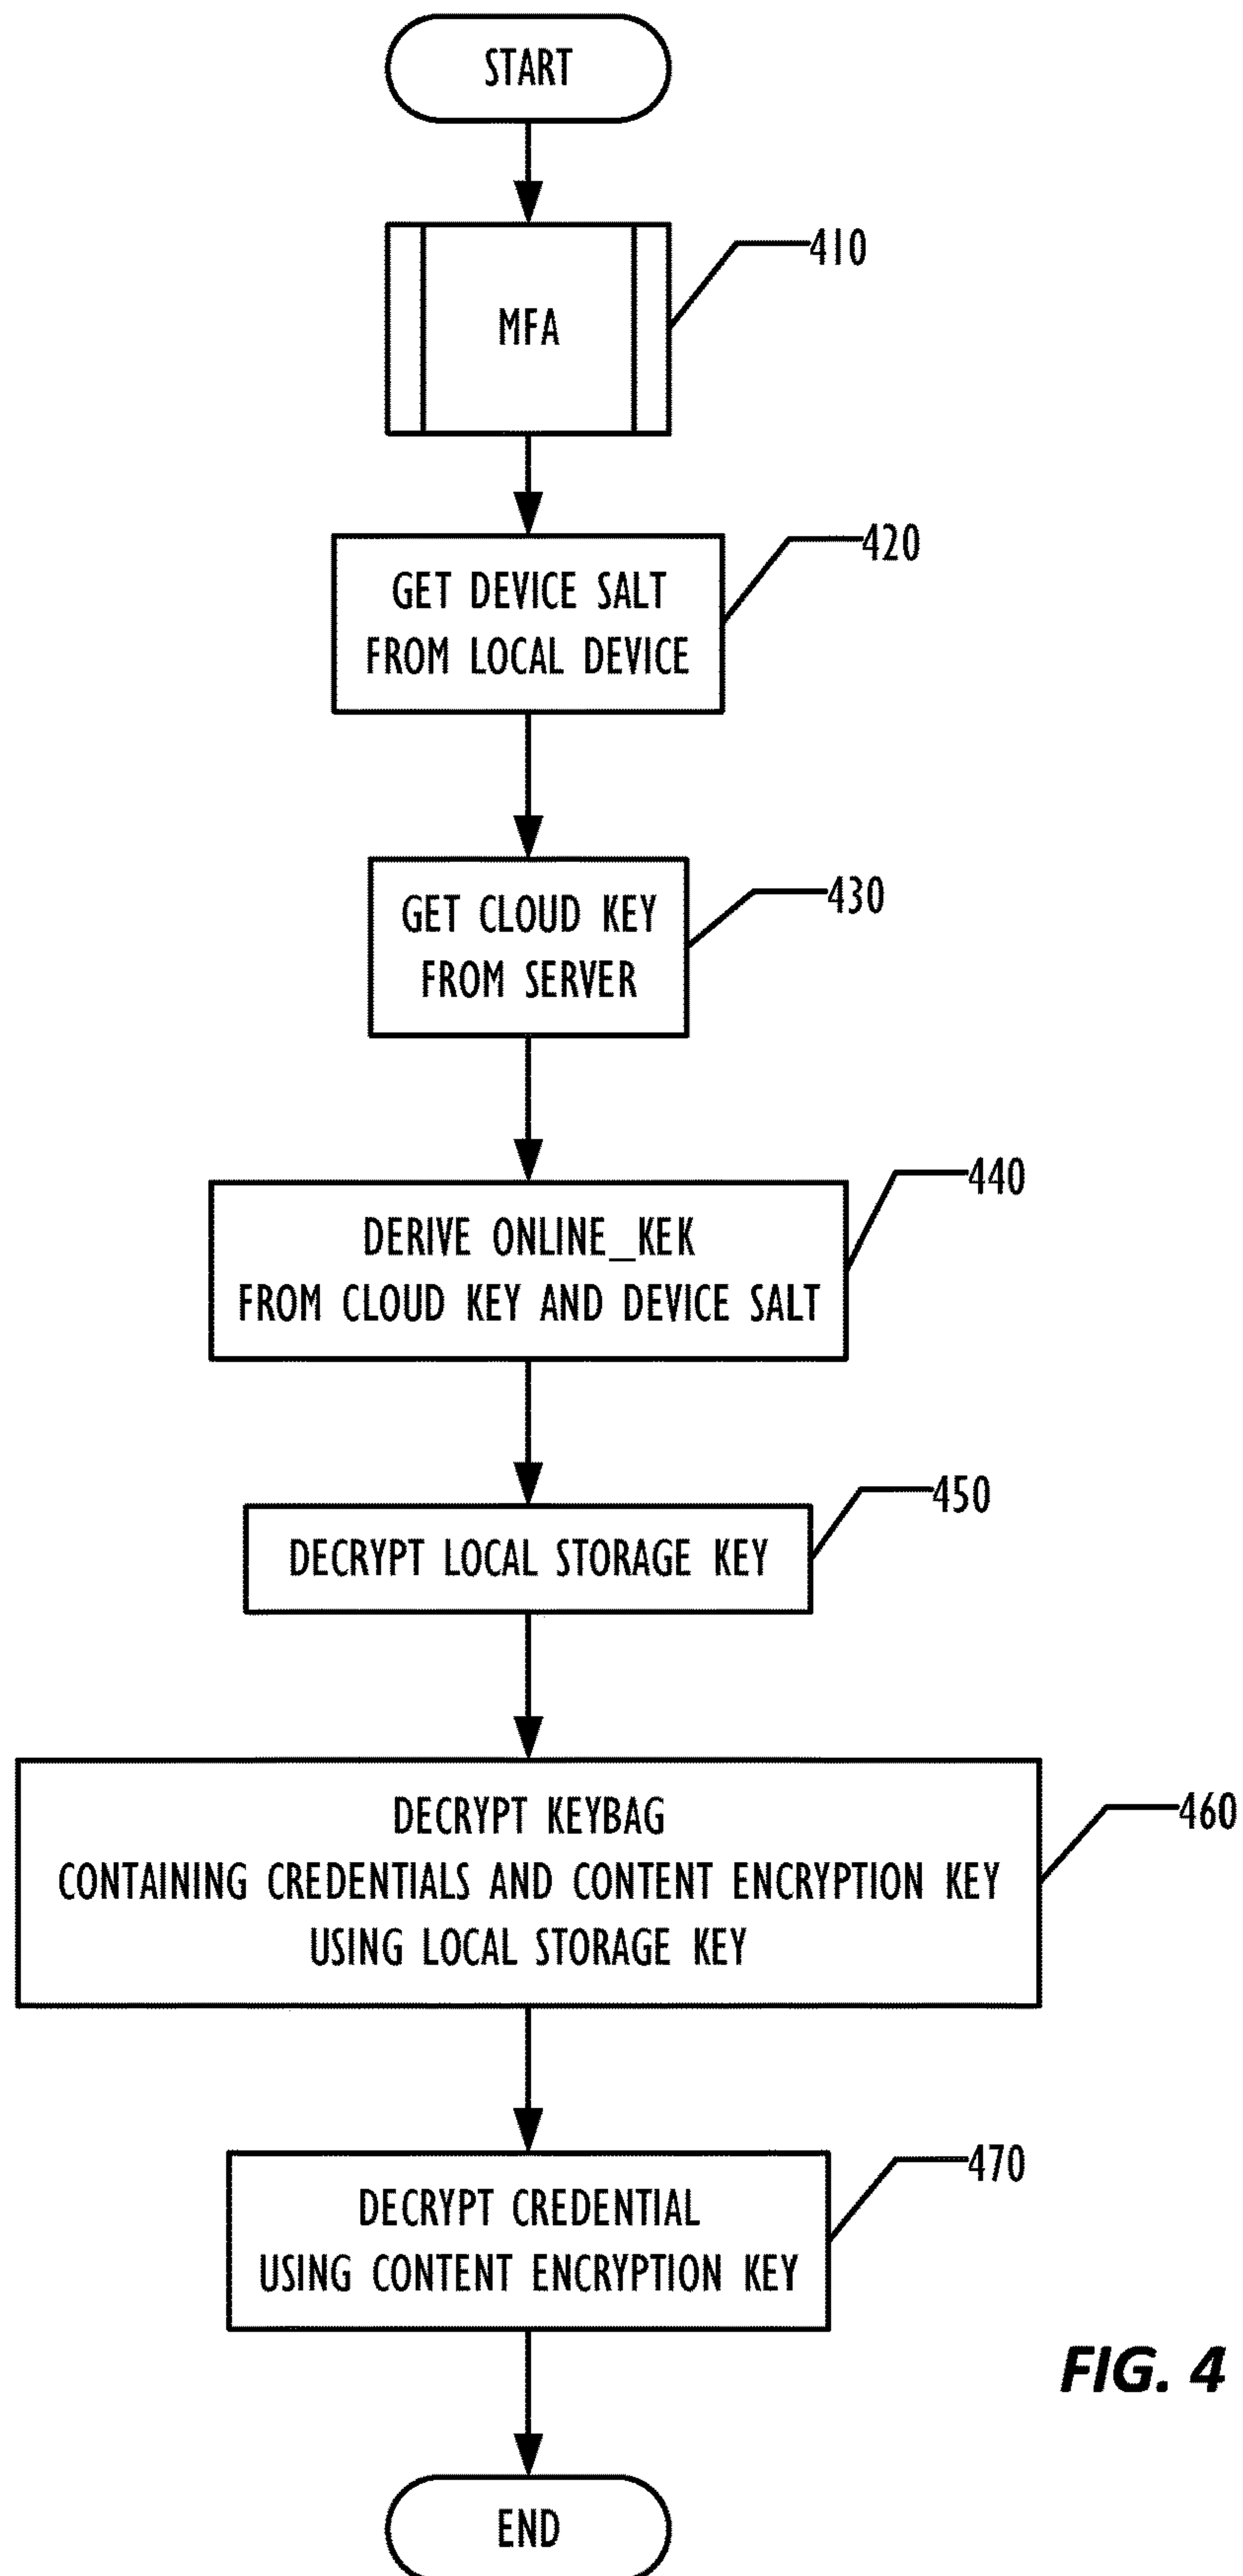 START
410
MFA
420
GET DEVICE SALT
FROM LOCAL DEVICE
430
GET CLOUD KEY
FROM SERVER
440
DERIVE ONLINE_KEK
FROM CLOUD KEY AND DEVICE SALT
450
DECRYPT LOCAL STORAGE KEY
460
DECRYPT KEYBAG
CONTAINING CREDENTIALS AND CONTENT ENCRYPTION KEY
USING LOCAL STORAGE KEY
470
DECRYPT CREDENTIAL
USING CONTENT ENCRYPTION KEY
FIG. 4
END